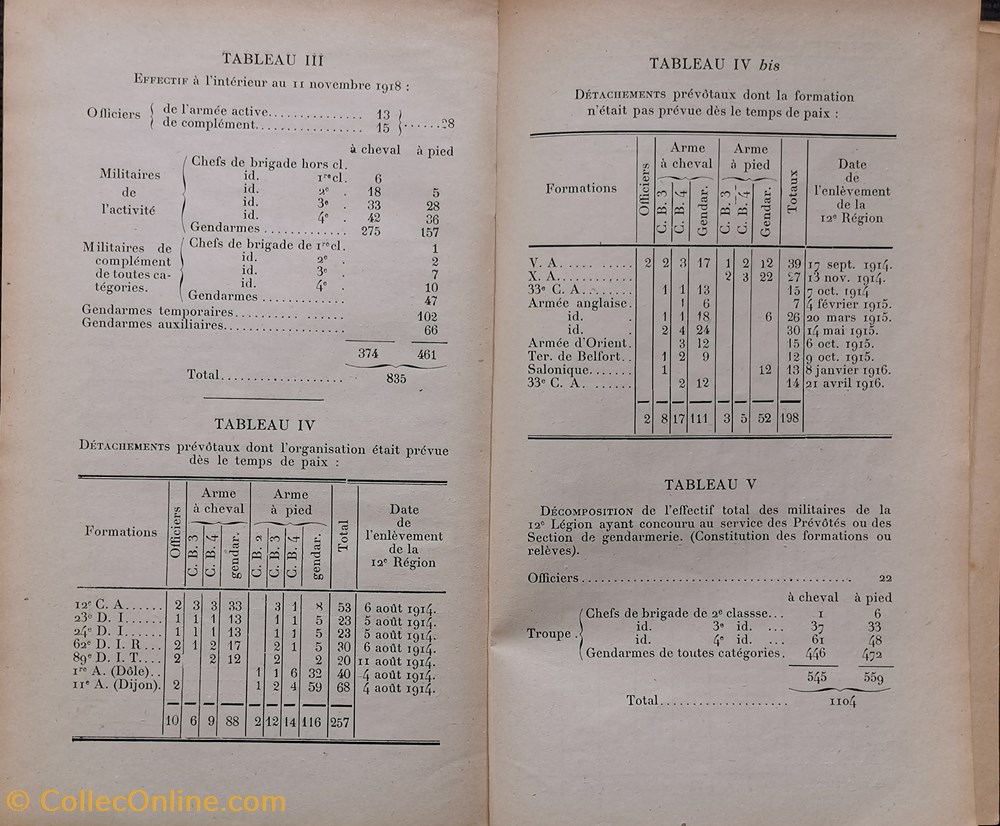 TABLEAU III
EFFECTIF à l'intérieur au 11 novembre 1918 :
Officiers { de l'armée active............... 13
de complément.............. 15 } ......28
à cheval à pied
Militaires de l'activité
Chefs de brigade hors cl.
id. 1re cl. 6
id. 2e . 18 5
id. 3e . 33 28
id. 4e . 42 36
Gendarmes ............ 275 157
Militaires de complément de toutes catégories.
Chefs de brigade de 1re cl. 1
id. 2e . 2
id. 3e . 7
id. 4e . 10
Gendarmes ............ 47
Gendarmes temporaires................. 102
Gendarmes auxiliaires................. 66
374 461
Total................. 835
TABLEAU IV
DÉTACHEMENTS prévôtaux dont l'organisation était prévue
dès le temps de paix :
Formations | Officiers | Arme à cheval | Arme à pied | Total | Date de l'enlèvement de la 12e Région
C. B. 3 | C. B. 4 | gendar. | C. B. 2 | C. B. 3 | C. B. 4 | gendar.
12e C. A...... 2 3 3 33 3 1 8 53 6 août 1914.
23e D. I...... 1 1 1 13 1 1 5 23 5 août 1914.
24e D. I...... 1 1 1 13 1 1 5 23 5 août 1914.
62e D. I. R... 2 1 2 17 2 1 5 30 6 août 1914.
89e D. I. T.... 2 2 12 2 2 20 11 août 1914.
1re A. (Dôle).. 1 1 6 32 40 4 août 1914.
11e A. (Dijon). 2 1 2 4 59 68 4 août 1914.
10 6 9 88 2 12 14 116 257
TABLEAU IV bis
DÉTACHEMENTS prévôtaux dont la formation
n'était pas prévue dès le temps de paix :
Formations | Officiers | Arme à cheval | Arme à pied | Totaux | Date de l'enlèvement de la 12e Région
C. B. 3 | C. B. 4 | Gendar. | C. B. 3 | C. B. 4 | Gendar.
V. A........... 2 2 3 17 1 2 12 39 17 sept. 1914.
X. A........... 2 3 22 27 13 nov. 1914.
33e C. A....... 1 1 13 15 7 oct. 1914
Armée anglaise. 1 6 7 4 février 1915.
id. . 1 1 18 6 26 20 mars 1915.
id. . 2 4 24 30 14 mai 1915.
Armée d'Orient. 3 12 15 6 oct. 1915.
Ter. de Belfort.. 1 2 9 12 9 oct. 1915.
Salonique....... 1 12 13 8 janvier 1916.
33e C. A....... 2 12 14 21 avril 1916.
2 8 17 111 3 5 52 198
TABLEAU V
DÉCOMPOSITION de l'effectif total des militaires de la
12e Légion ayant concouru au service des Prévôtés ou des
Section de gendarmerie. (Constitution des formations ou
relèves).
Officiers........................................ 22
à cheval à pied
Troupe .
Chefs de brigade de 2e classse... 1 6
id. 3e id. ... 37 33
id. 4e id. ... 61 48
Gendarmes de toutes catégories. 446 472
545 559
Total.................... 1104
© CollecOnline.com